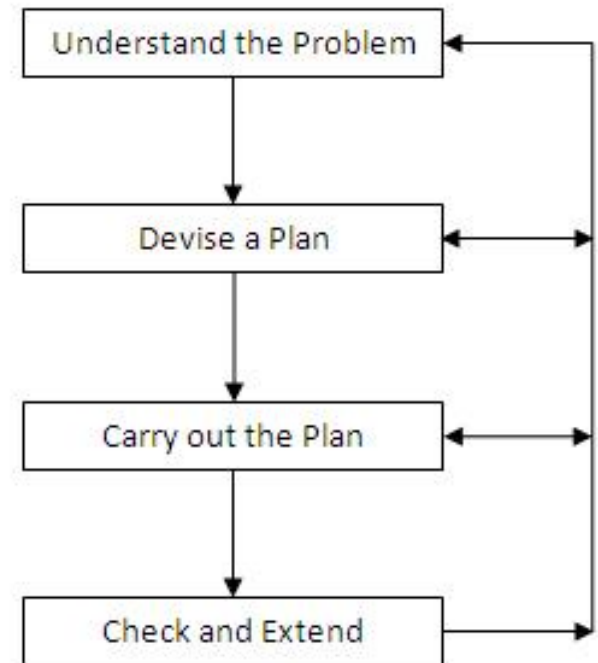 Understand the Problem
Devise a Plan
Carry out the Plan
Check and Extend